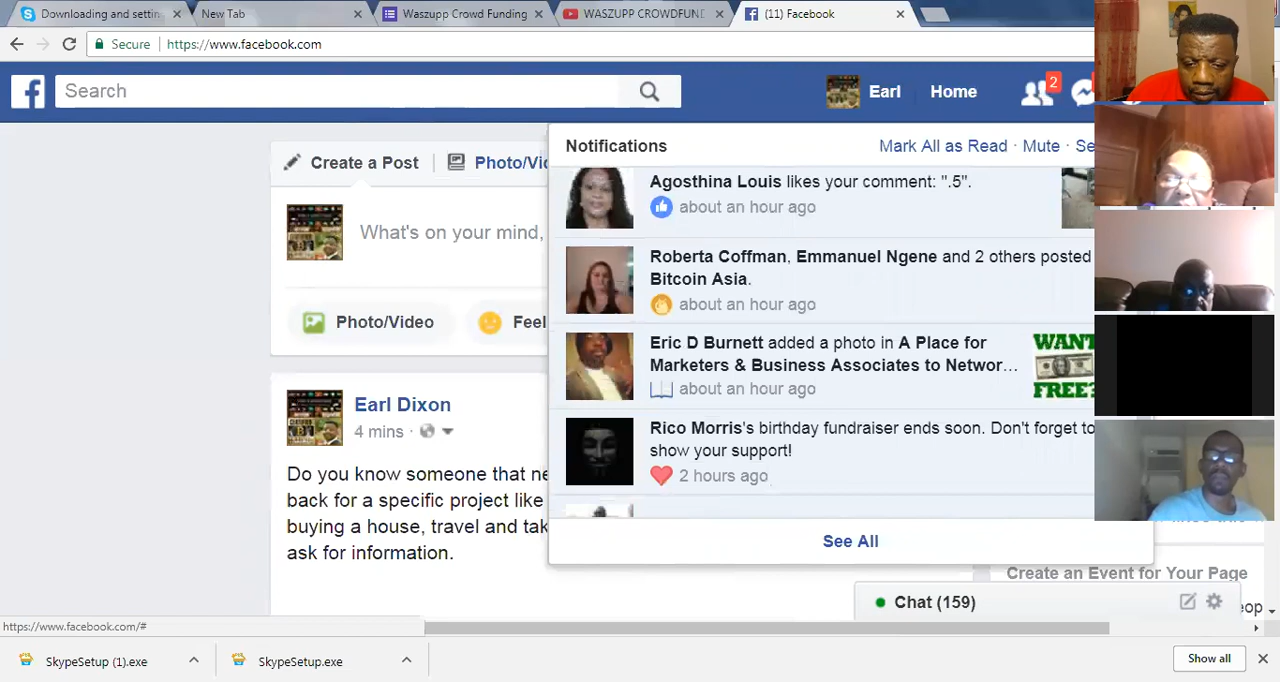 Downloading and settin
New Tab
Waszupp Crowd Funding
WASZUPP CROWDFUN
(11) Facebook
Secure
https://www.facebook.com
Search
Earl
Home
2
Create a Post
Photo/Vi
Notifications
Mark All as Read · Mute · Se
What's on your mind,
Agosthina Louis likes your comment: ".5".
about an hour ago
Roberta Coffman, Emmanuel Ngene and 2 others posted
Bitcoin Asia.
about an hour ago
Photo/Video
Feel
Eric D Burnett added a photo in A Place for
Marketers & Business Associates to Networ...
about an hour ago
WANT
FREE?
Earl Dixon
4 mins ·
Rico Morris's birthday fundraiser ends soon. Don't forget to
show your support!
2 hours ago
Do you know someone that ne
back for a specific project like
buying a house, travel and tak
ask for information.
See All
Create an Event for Your Page
Chat (159)
eop
https://www.facebook.com/#
SkypeSetup (1).exe
SkypeSetup.exe
Show all